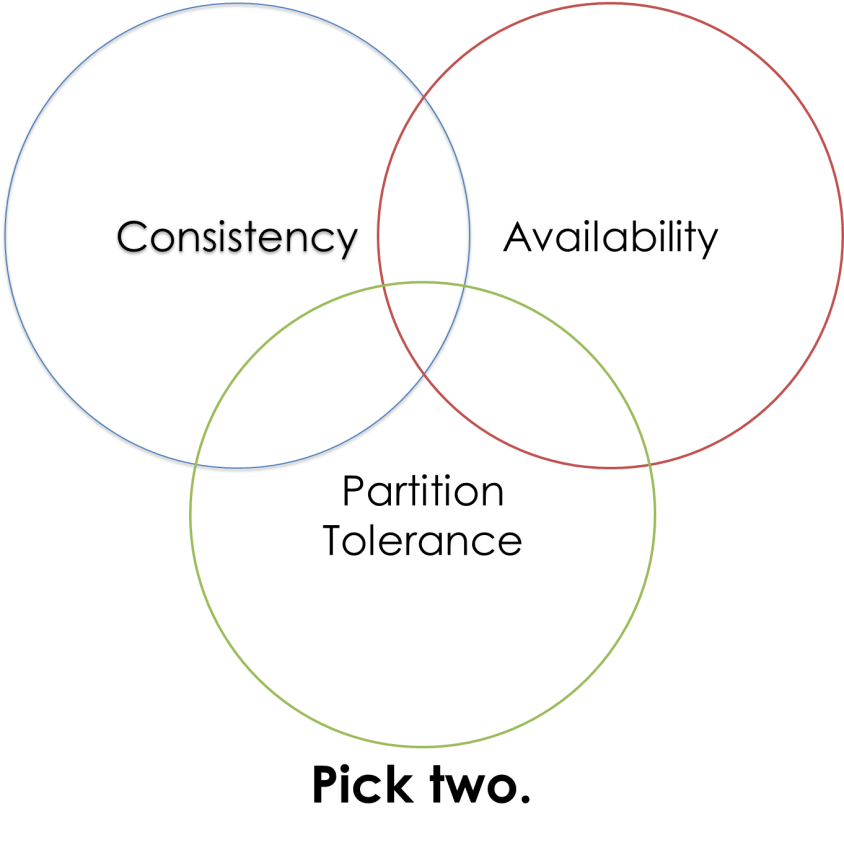 Consistency
Availability
Partition
Tolerance
Pick two.